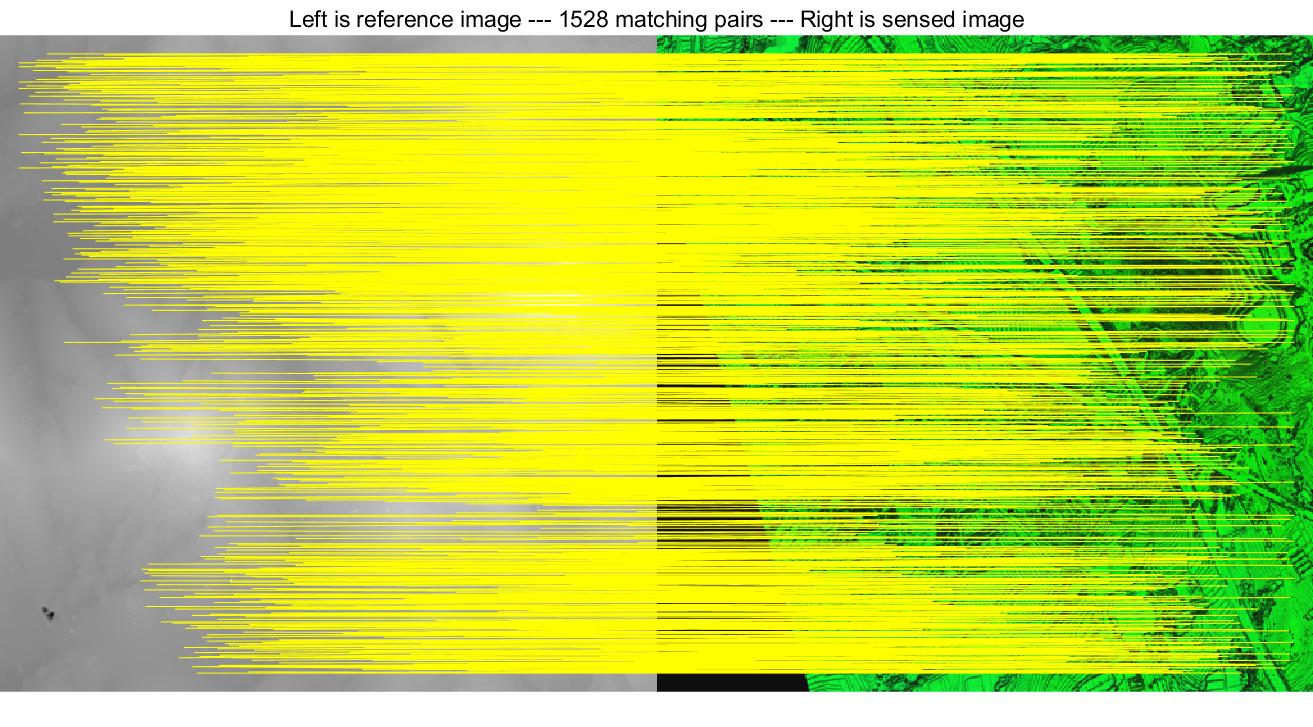 Left is reference image --- 1528 matching pairs --- Right is sensed image